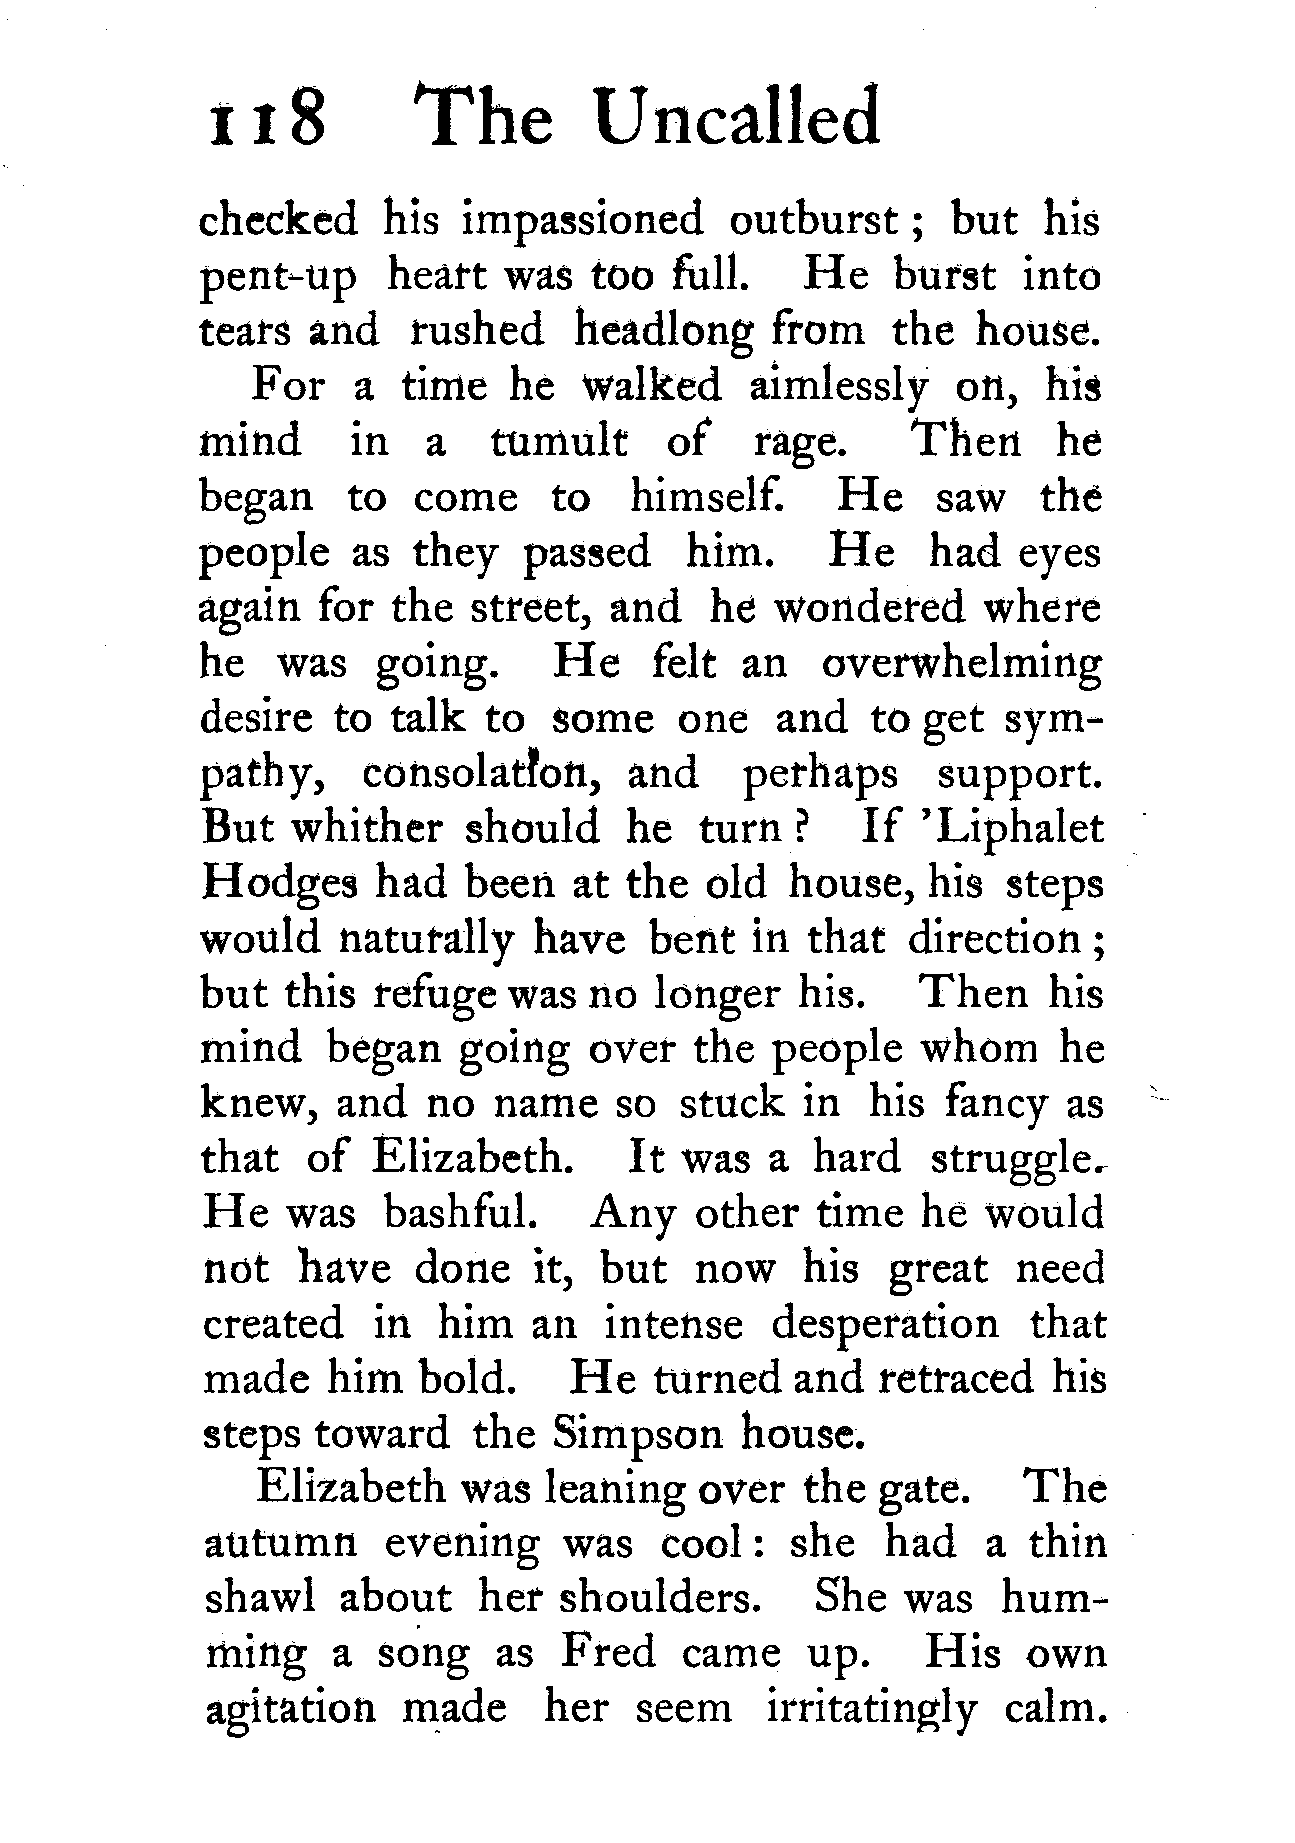 118 The Uncalled
checked his impassioned outburst ; but his
pent-up heart was too full. He burst into
tears and rushed headlong from the house.
For a time he walked aimlessly on, his
mind in a tumult of rage. Then he
began to come to himself. He saw the
people as they passed him. He had eyes
again for the street, and he wondered where
he was going. He felt an overwhelming
desire to talk to some one and to get sym-
pathy, consolation, and perhaps support.
But whither should he turn ? If ’Liphalet
Hodges had been at the old house, his steps
would naturally have bent in that direction ;
but this refuge was no longer his. Then his
mind began going over the people whom he
knew, and no name so stuck in his fancy as
that of Elizabeth. It was a hard struggle.
He was bashful. Any other time he would
not have done it, but now his great need
created in him an intense desperation that
made him bold. He turned and retraced his
steps toward the Simpson house.
Elizabeth was leaning over the gate. The
autumn evening was cool : she had a thin
shawl about her shoulders. She was hum-
ming a song as Fred came up. His own
agitation made her seem irritatingly calm.